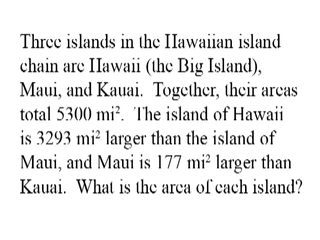 Three islands in the Hawaiian island
chain are Hawaii (the Big Island),
Maui, and Kauai.  Together, their areas
total 5300 mi².  The island of Hawaii
is 3293 mi² larger than the island of
Maui, and Maui is 177 mi² larger than
Kauai.  What is the area of each island?